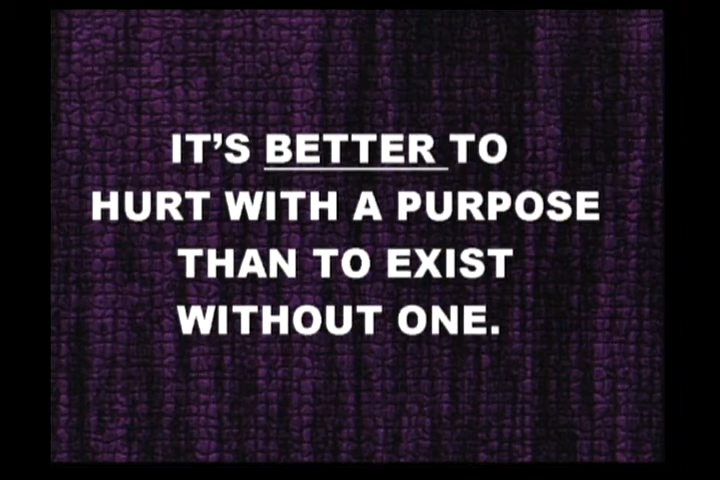 IT'S BETTER TO
HURT WITH A PURPOSE
THAN TO EXIST
WITHOUT ONE.